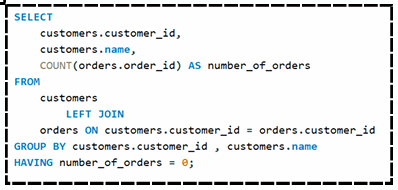 SELECT
customers.customer_id,
customers.name,
COUNT(orders.order_id) AS number_of_orders
FROM
customers
LEFT JOIN
orders ON customers.customer_id = orders.customer_id
GROUP BY customers.customer_id , customers.name
HAVING number_of_orders = 0;